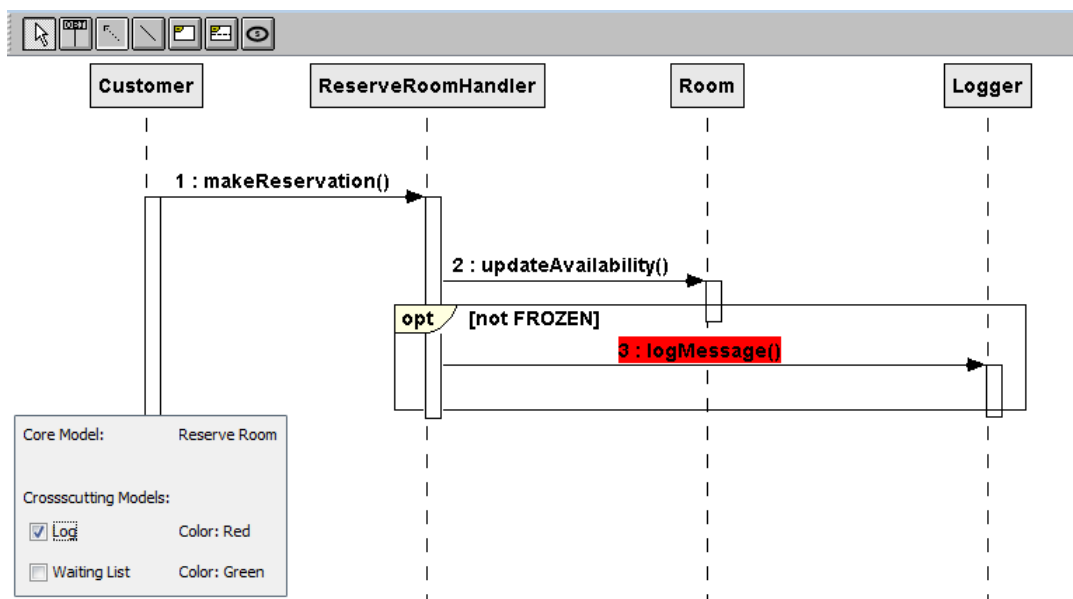 OBJ
S
Customer
ReserveRoomHandler
Room
Logger
1 : makeReservation()
2 : updateAvailability()
opt
[not FROZEN]
3 : logMessage()
Core Model: Reserve Room
Crossscutting Models:
Log Color: Red
Waiting List Color: Green